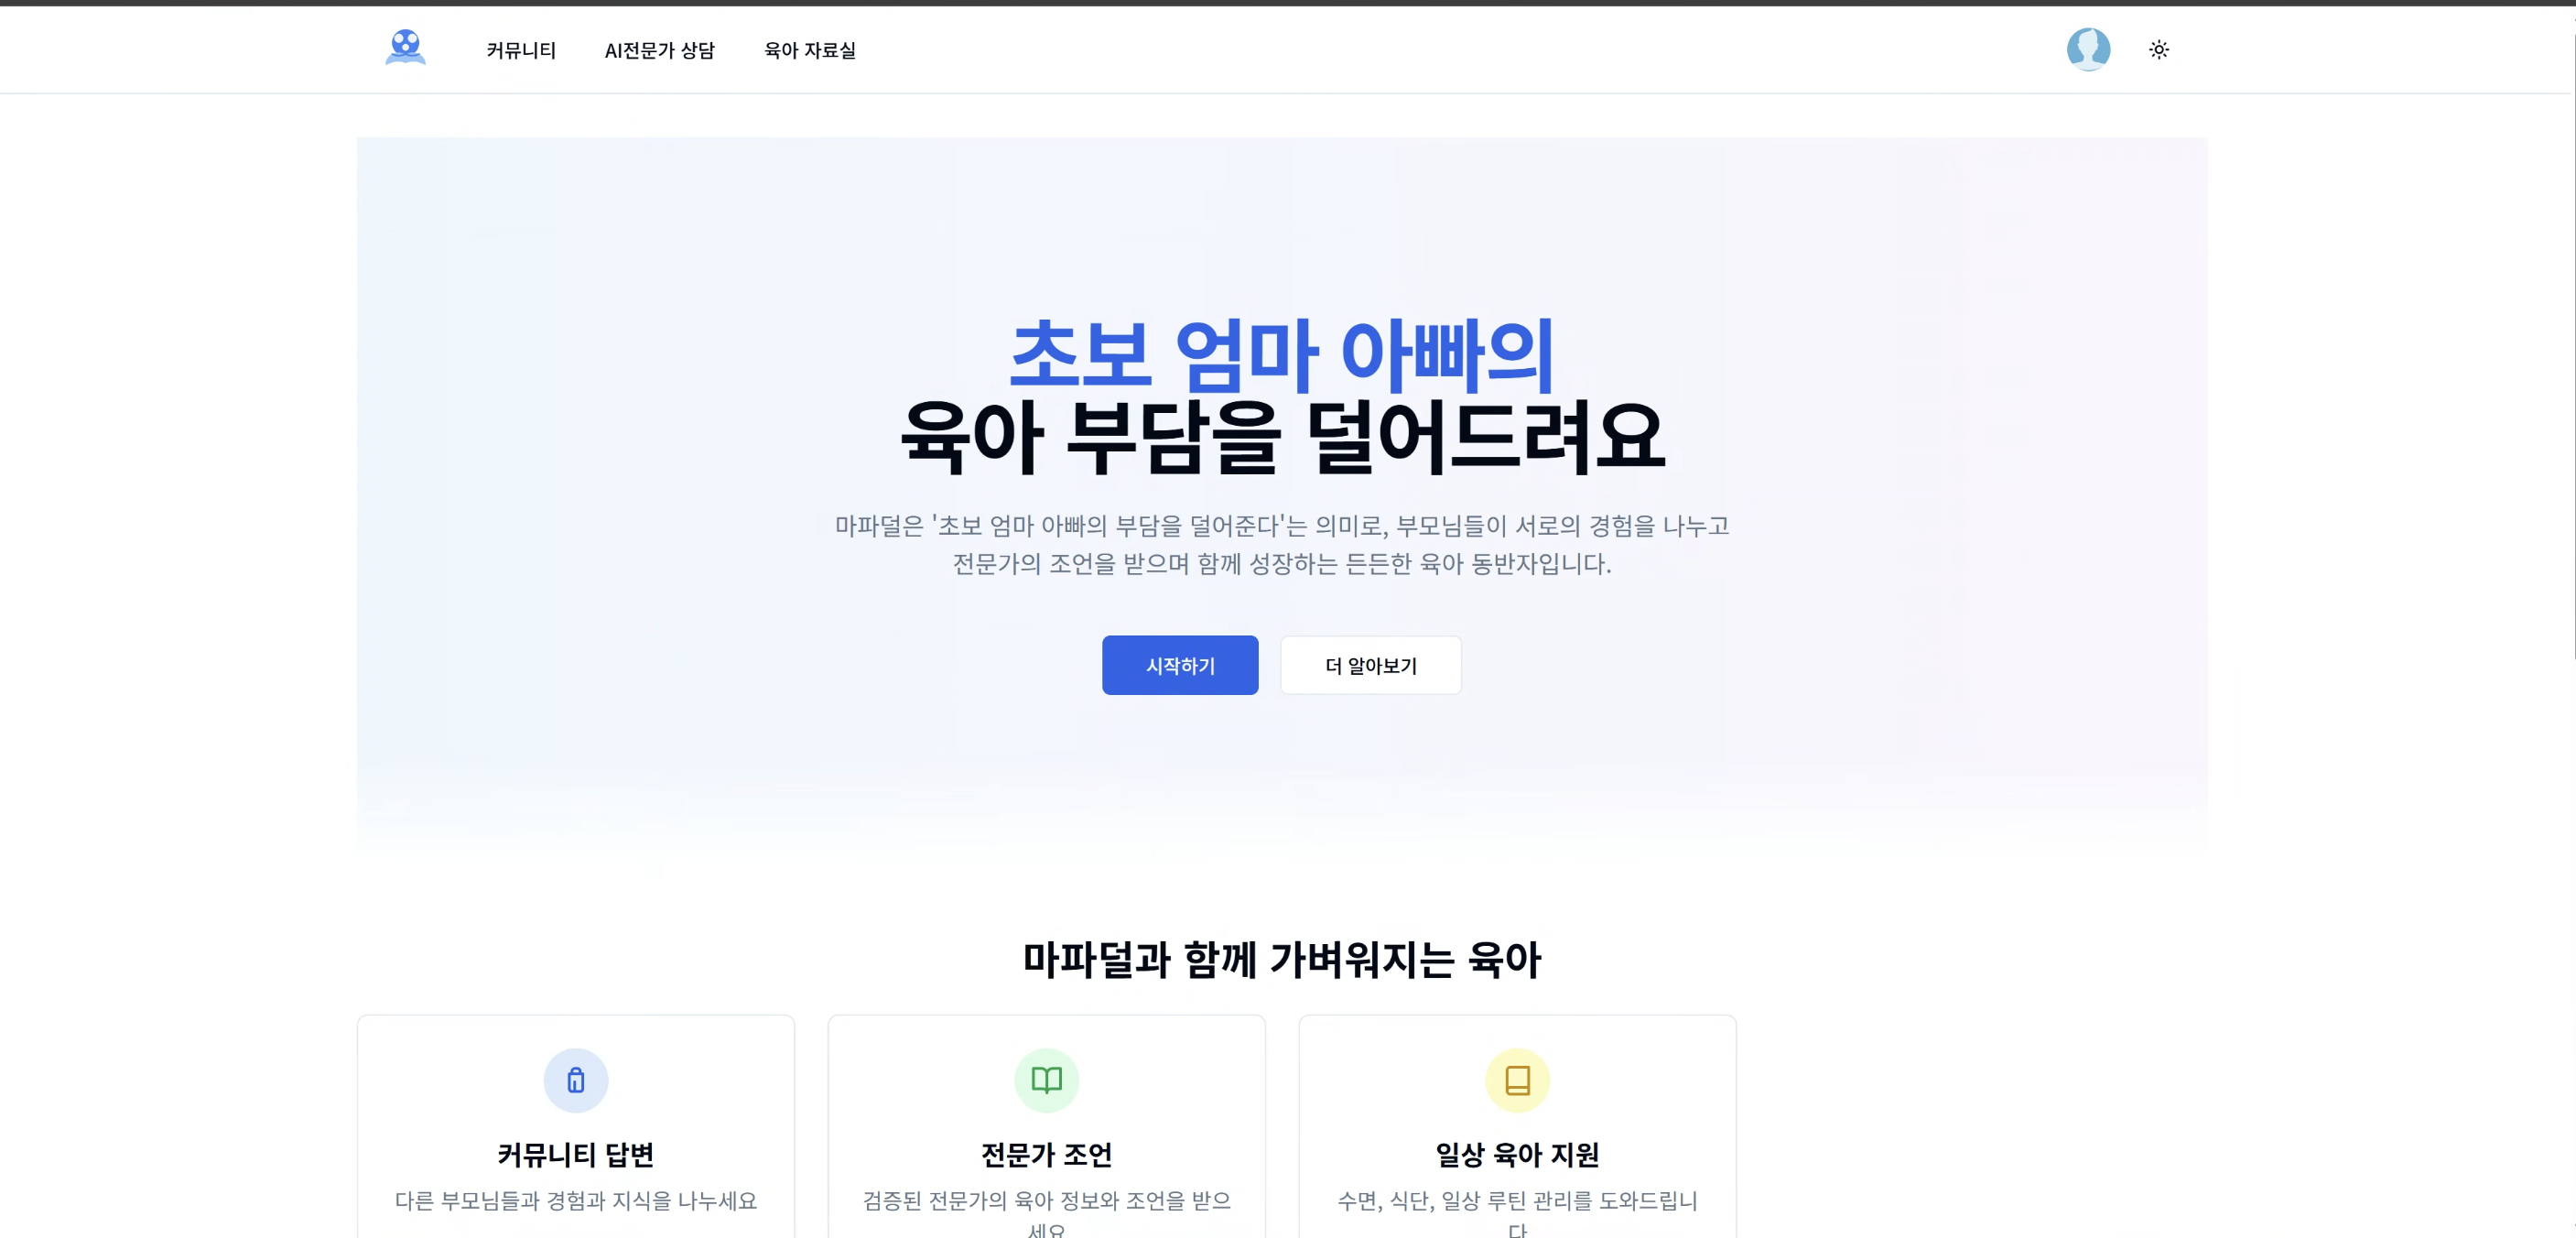 커뮤니티
AI전문가 상담
육아 자료실
초보 엄마 아빠의
육아 부담을 덜어드려요
마파덜은 '초보 엄마 아빠의 부담을 덜어준다'는 의미로, 부모님들이 서로의 경험을 나누고
전문가의 조언을 받으며 함께 성장하는 든든한 육아 동반자입니다.
시작하기
더 알아보기
마파덜과 함께 가벼워지는 육아
커뮤니티 답변
다른 부모님들과 경험과 지식을 나누세요
전문가 조언
검증된 전문가의 육아 정보와 조언을 받으
세요
일상 육아 지원
수면, 식단, 일상 루틴 관리를 도와드립니
다